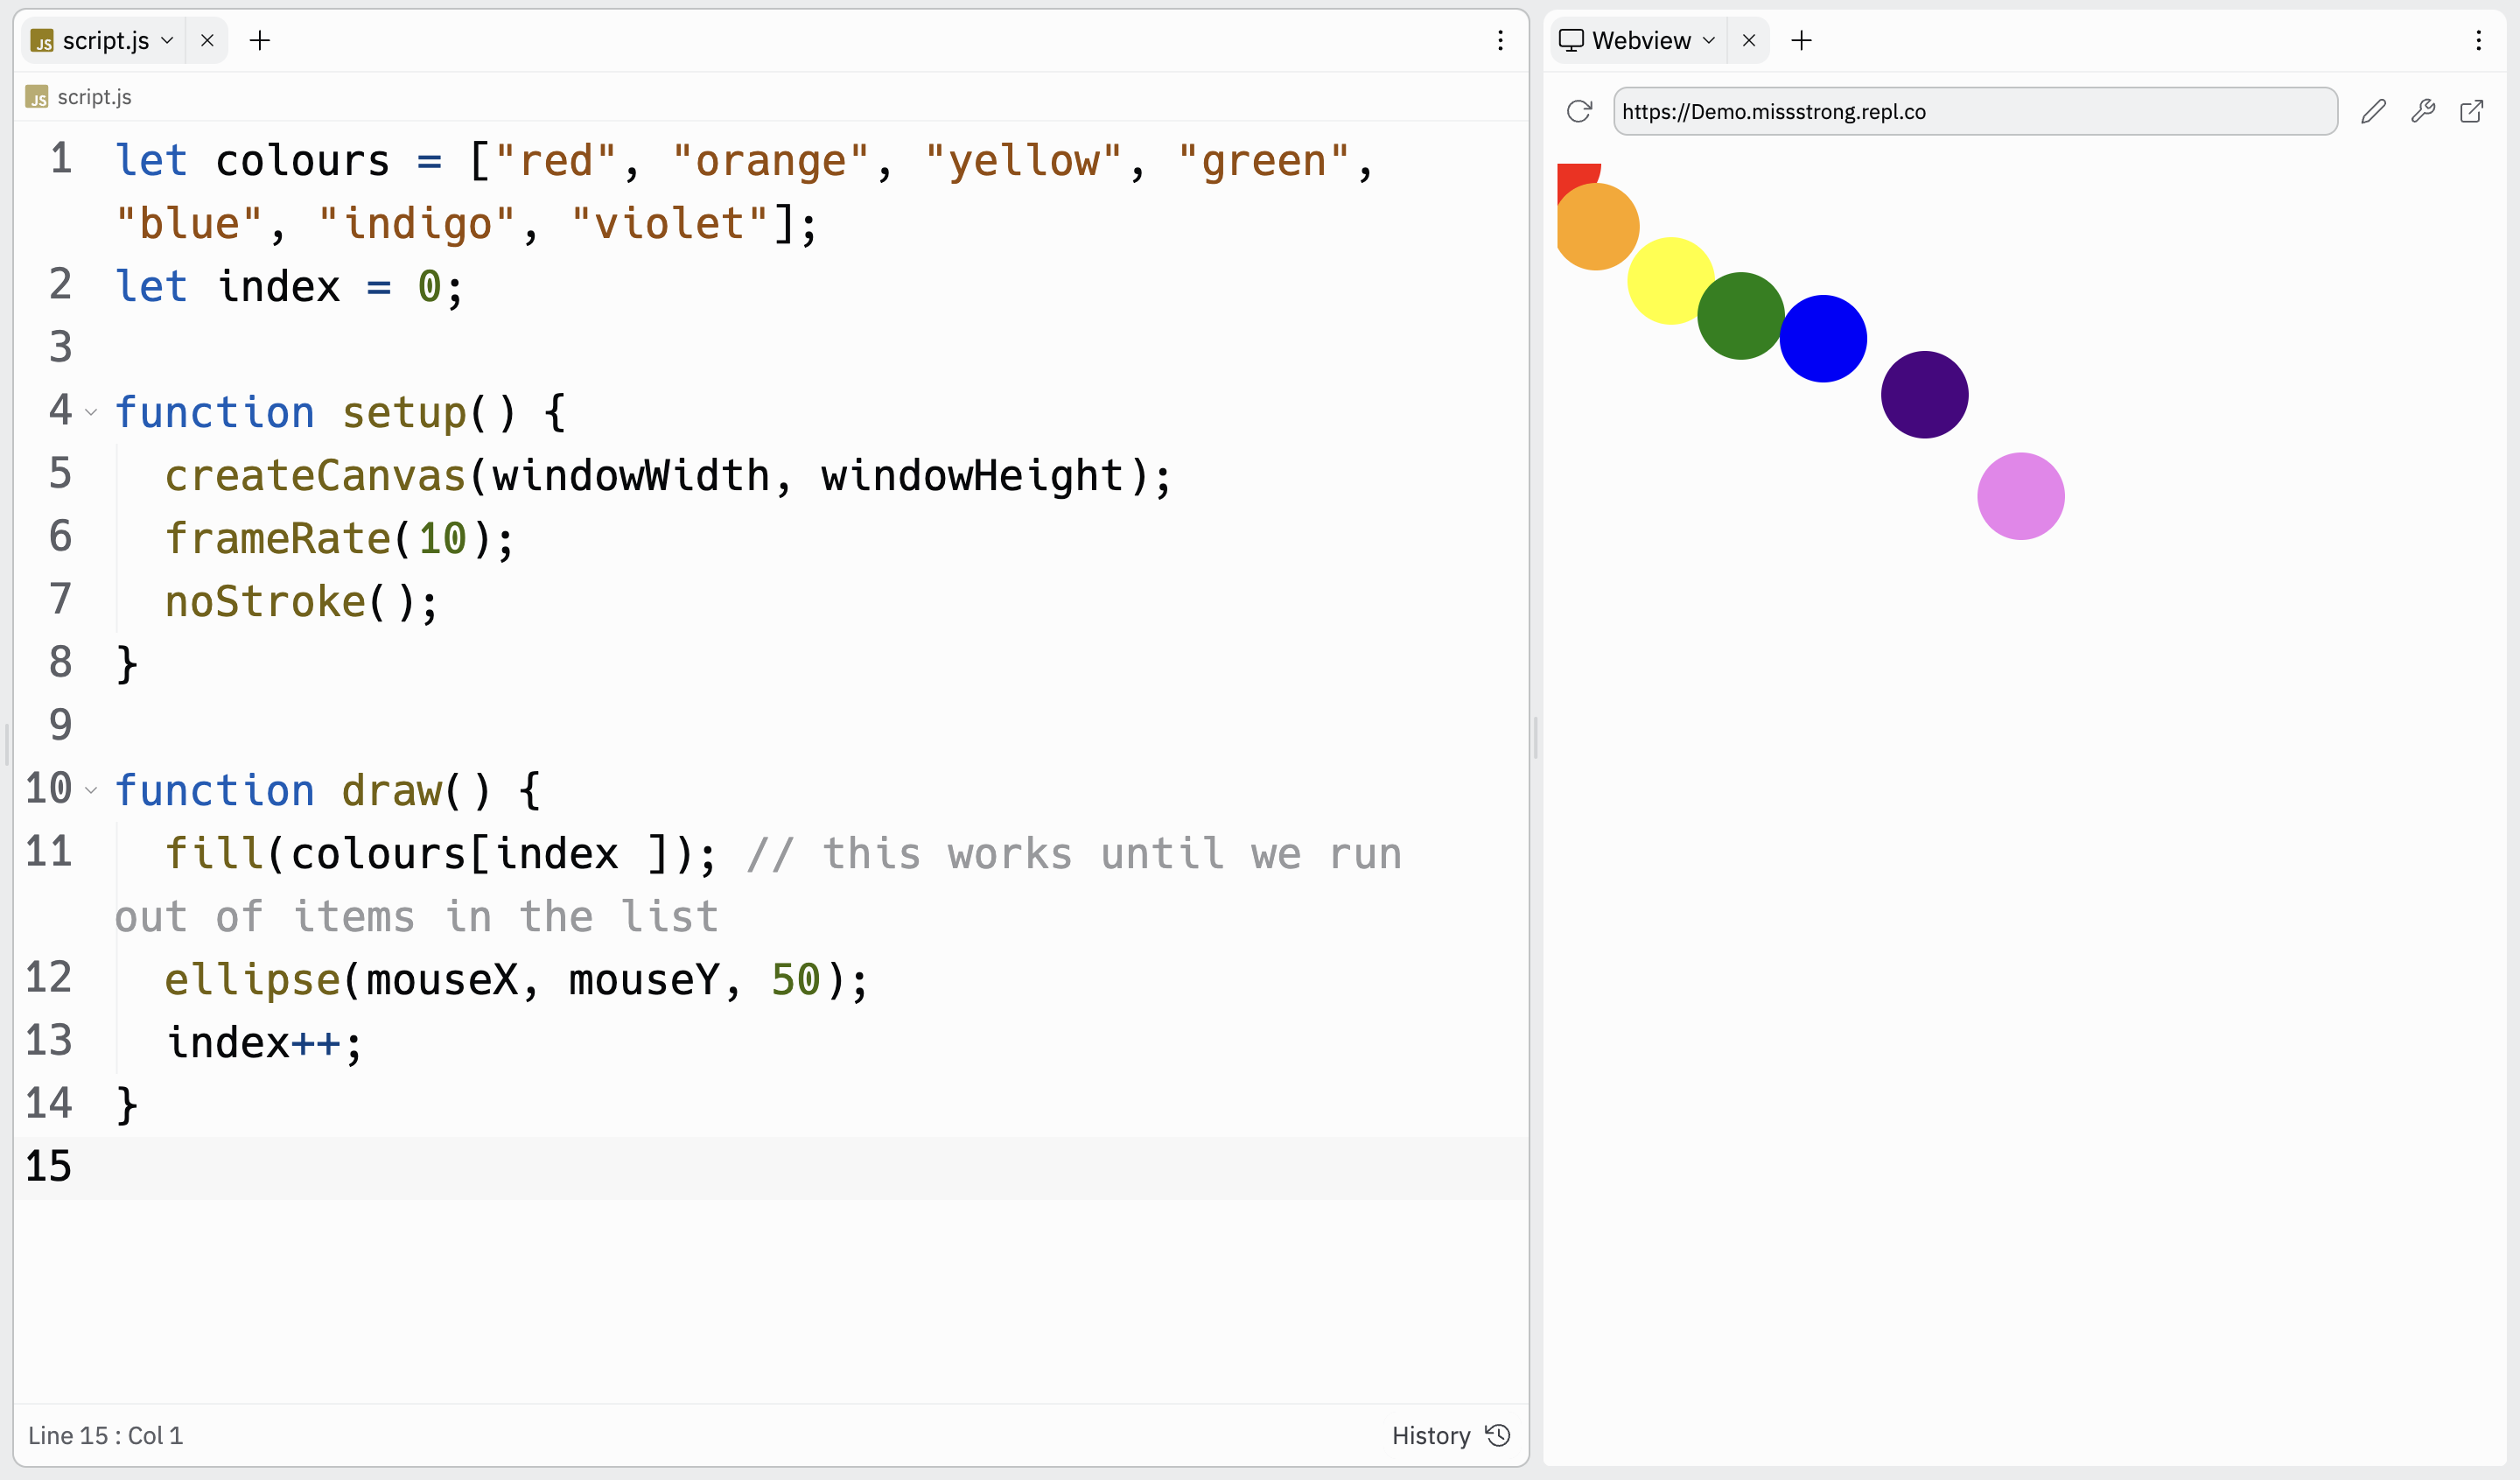 JS script.js
JS script.js
1 let colours = ["red", "orange", "yellow", "green",
"blue", "indigo", "violet"];
2 let index = 0;
3
4 function setup() {
5 createCanvas(windowWidth, windowHeight);
6 frameRate(10);
7 noStroke();
8 }
9
10 function draw() {
11 fill(colours[index ]); // this works until we run
out of items in the list
12 ellipse(mouseX, mouseY, 50);
13 index++;
14 }
15
Line 15 : Col 1
History
Webview
https://Demo.missstrong.repl.co